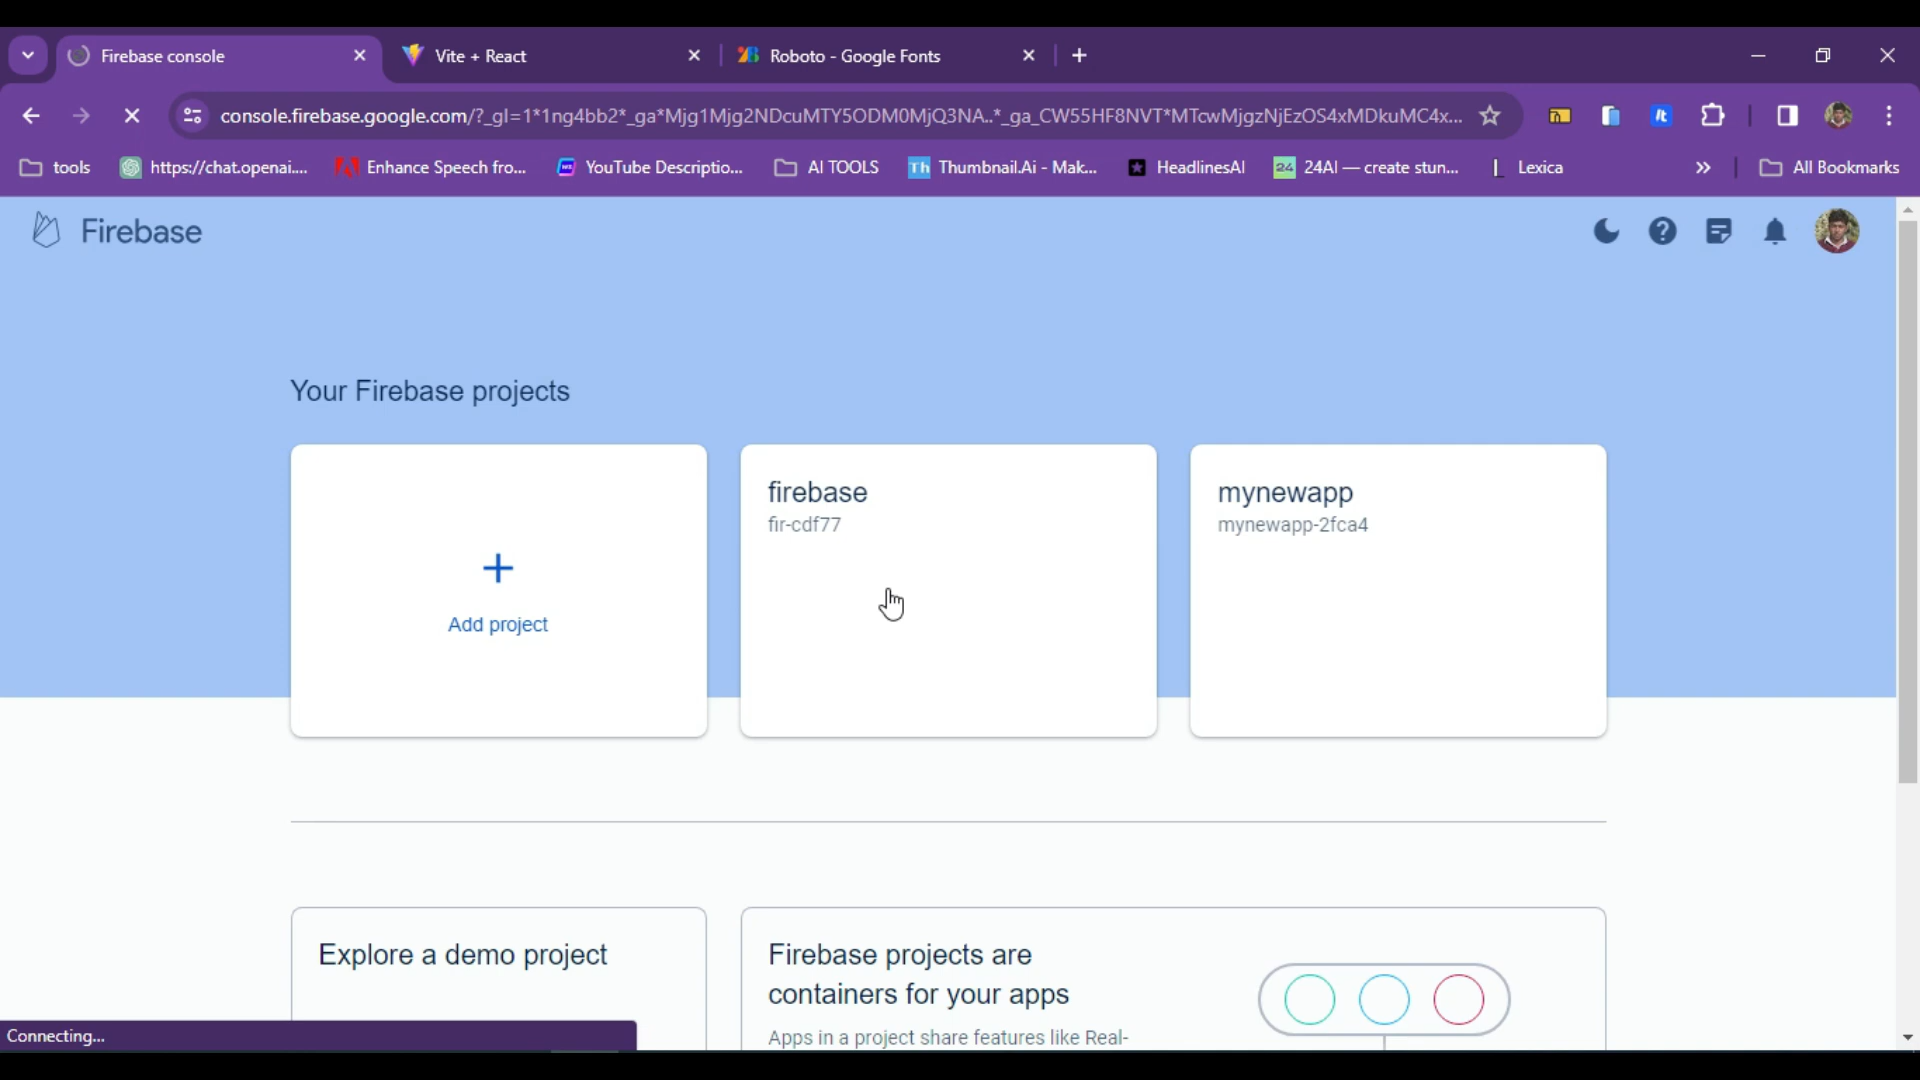 Firebase console
Vite + React
Roboto - Google Fonts
console.firebase.google.com/?_gl=1*1ng4bb2*_ga*Mjg1Mjg2NDcuMTY5ODM0MjQ3NA..*_ga_CW55HF8NVT*MTcwMjgzNjEzOS4xMDkuMC4x...
tools
https://chat.openai....
Enhance Speech fro...
YouTube Descriptio...
AI TOOLS
Th
Thumbnail.Ai - Mak...
HeadlinesAI
24
24AI — create stun...
Lexica
All Bookmarks
Firebase
Your Firebase projects
Add project
firebase
fir-cdf77
mynewapp
mynewapp-2fca4
Explore a demo project
Firebase projects are
containers for your apps
Apps in a project share features like Real-
Connecting...